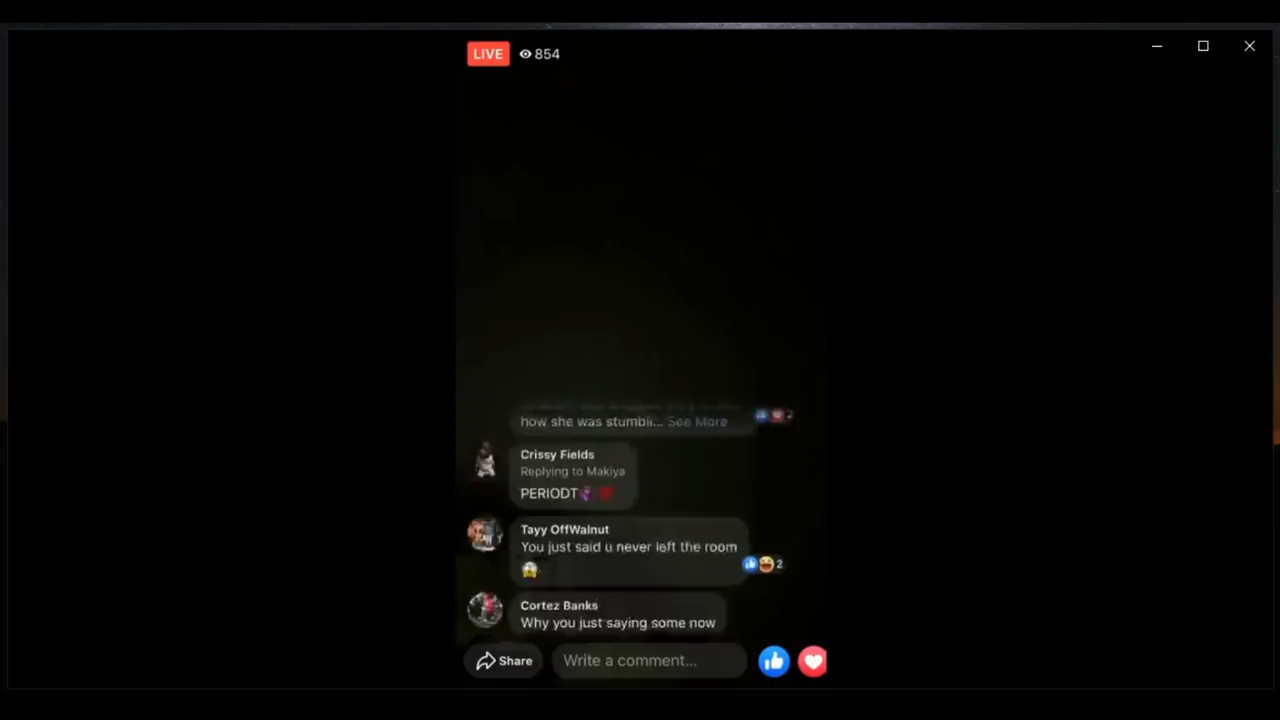 LIVE 854
how she was stumbli... See More
Crissy Fields
Replying to Makiya
PERIODT
Tayy OffWalnut
You just said u never left the room
2
Cortez Banks
Why you just saying some now
Share
Write a comment...